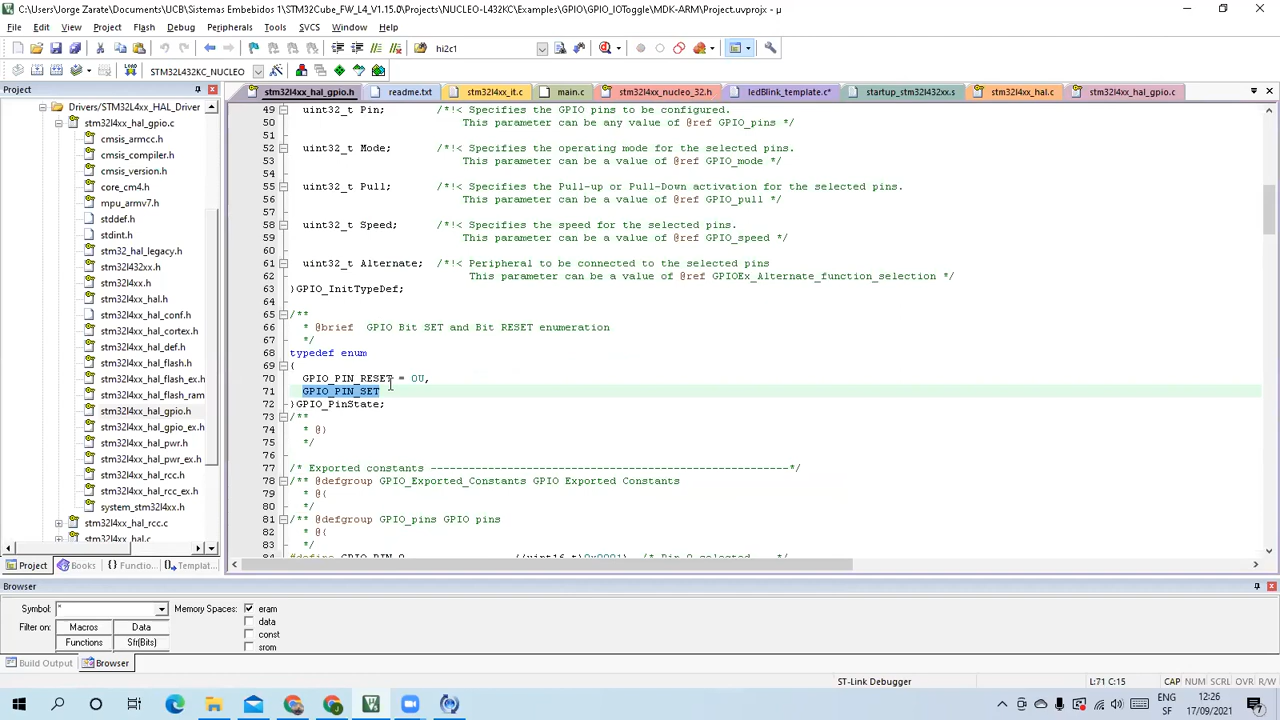 C:\Users\Jorge Zarate\Documents\UCB\Sistemas Embebidos 1\STM32Cube_FW_L4_V1.15.0\Projects\NUCLEO-L432KC\Examples\GPIO\GPIO_IOToggle\MDK-ARM\Project.uvprojx - µ
File Edit View Project Flash Debug Peripherals Tools SVCS Window Help
hi2c1
STM32L432KC_NUCLEO
Project
stm32l4xx_hal_gpio.h readme.txt stm32l4xx_it.c main.c stm32l4xx_nucleo_32.h ledBlink_template.c* startup_stm32l432xx.s stm32l4xx_hal.c stm32l4xx_hal_gpio.c
Drivers/STM32L4xx_HAL_Driver
stm32l4xx_hal_gpio.c
cmsis_armcc.h
cmsis_compiler.h
cmsis_version.h
core_cm4.h
mpu_armv7.h
stddef.h
stdint.h
stm32_hal_legacy.h
stm32l432xx.h
stm32l4xx.h
stm32l4xx_hal.h
stm32l4xx_hal_conf.h
stm32l4xx_hal_cortex.h
stm32l4xx_hal_def.h
stm32l4xx_hal_flash.h
stm32l4xx_hal_flash_ex.h
stm32l4xx_hal_flash_ram
stm32l4xx_hal_gpio.h
stm32l4xx_hal_gpio_ex.h
stm32l4xx_hal_pwr.h
stm32l4xx_hal_pwr_ex.h
stm32l4xx_hal_rcc.h
stm32l4xx_hal_rcc_ex.h
system_stm32l4xx.h
stm32l4xx_hal_rcc.c
stm32l4xx_hal.c
49 uint32_t Pin; /*!< Specifies the GPIO pins to be configured.
50 This parameter can be any value of @ref GPIO_pins */
51
52 uint32_t Mode; /*!< Specifies the operating mode for the selected pins.
53 This parameter can be a value of @ref GPIO_mode */
54
55 uint32_t Pull; /*!< Specifies the Pull-up or Pull-Down activation for the selected pins.
56 This parameter can be a value of @ref GPIO_pull */
57
58 uint32_t Speed; /*!< Specifies the speed for the selected pins.
59 This parameter can be a value of @ref GPIO_speed */
60
61 uint32_t Alternate; /*!< Peripheral to be connected to the selected pins
62 This parameter can be a value of @ref GPIOEx_Alternate_function_selection */
63 }GPIO_InitTypeDef;
64
65 /**
66 * @brief GPIO Bit SET and Bit RESET enumeration
67 */
68 typedef enum
69 {
70 GPIO_PIN_RESET = 0U,
71 GPIO_PIN_SET
72 }GPIO_PinState;
73 /**
74 * @}
75 */
76
77 /* Exported constants --------------------------------------------------------*/
78 /** @defgroup GPIO_Exported_Constants GPIO Exported Constants
79 * @{
80 */
81 /** @defgroup GPIO_pins GPIO pins
82 * @{
83 */
84 #define GPIO_PIN_0 ((uint16_t)0x0001) /* Pin 0 selected */
Project Books Functio... Templat...
Browser
Symbol: * Memory Spaces: eram
Filter on: Macros Data data
Functions Sfr(Bits) const
srom
Build Output Browser
ST-Link Debugger L:71 C:15 CAP NUM SCRL OVR R/W
ENG 12:26
SF 17/09/2021
7